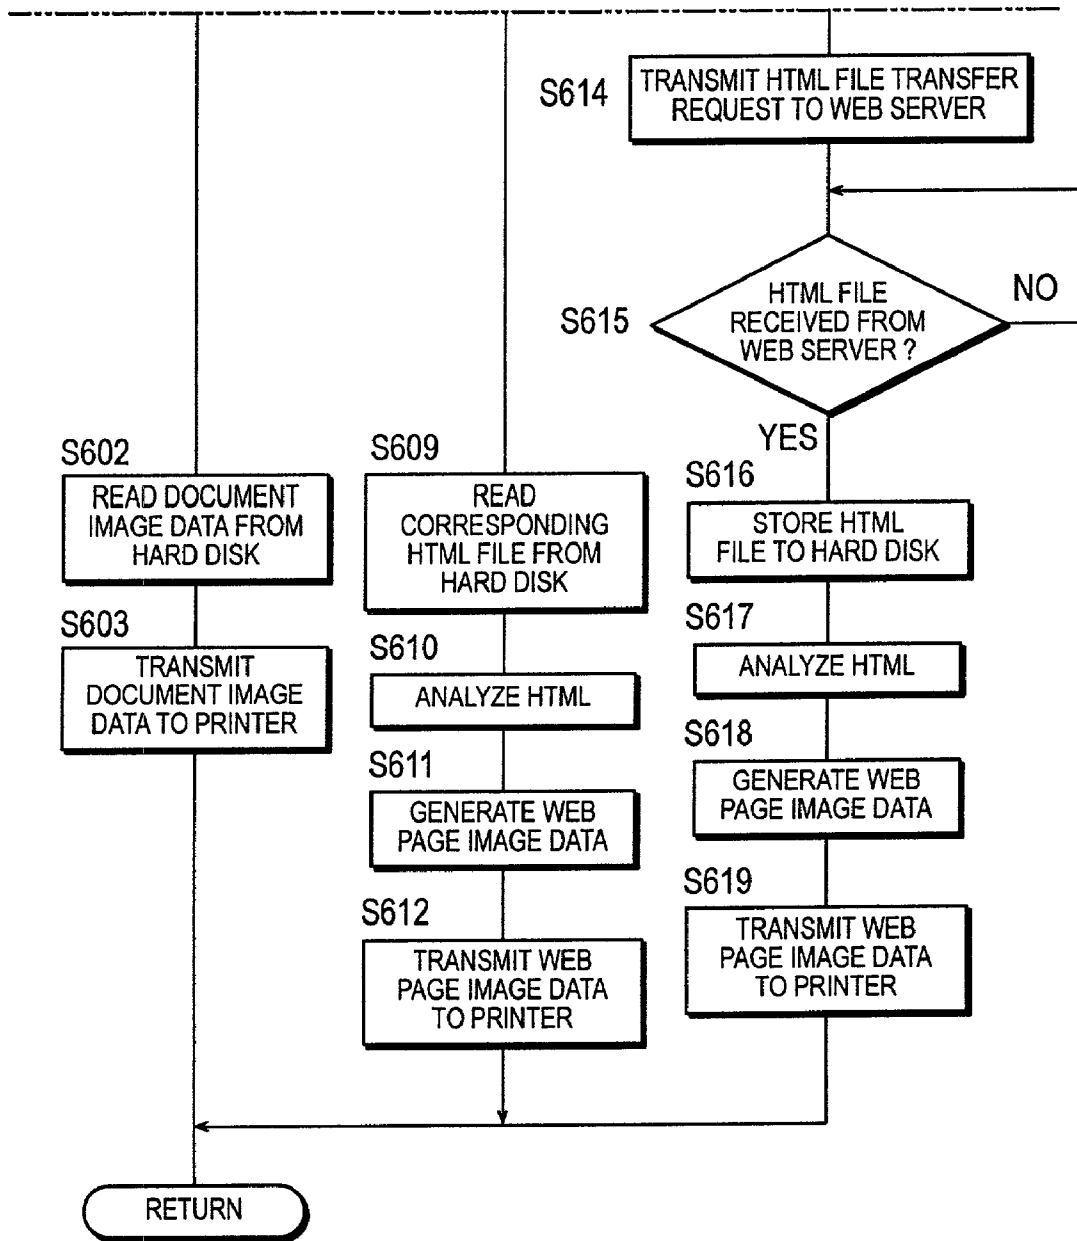 S614
TRANSMIT HTML FILE TRANSFER
REQUEST TO WEB SERVER
S615
HTML FILE
RECEIVED FROM
WEB SERVER ?
NO
YES
S602
READ DOCUMENT
IMAGE DATA FROM
HARD DISK
S603
TRANSMIT
DOCUMENT IMAGE
DATA TO PRINTER
S609
READ
CORRESPONDING
HTML FILE FROM
HARD DISK
S610
ANALYZE HTML
S611
GENERATE WEB
PAGE IMAGE DATA
S612
TRANSMIT WEB
PAGE IMAGE DATA
TO PRINTER
S616
STORE HTML
FILE TO HARD DISK
S617
ANALYZE HTML
S618
GENERATE WEB
PAGE IMAGE DATA
S619
TRANSMIT WEB
PAGE IMAGE DATA
TO PRINTER
RETURN